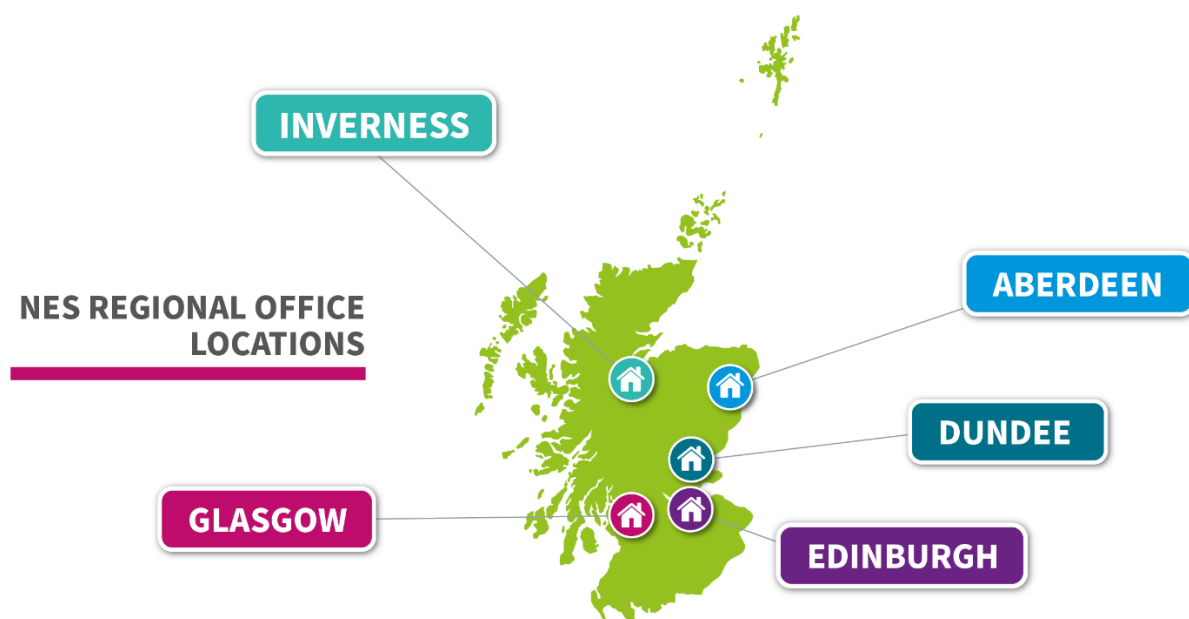 INVERNESS
ABERDEEN
NES REGIONAL OFFICE
LOCATIONS
DUNDEE
GLASGOW
EDINBURGH